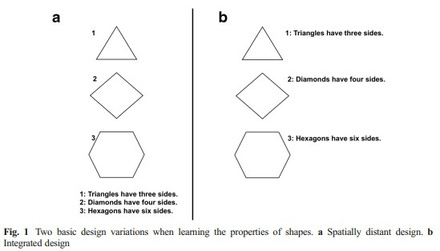 a
1
2
3
1: Triangles have three sides.
2: Diamonds have four sides.
3: Hexagons have six sides.
b
1: Triangles have three sides.
2: Diamonds have four sides.
3: Hexagons have six sides.
Fig. 1 Two basic design variations when learning the properties of shapes. a Spatially distant design. b
Integrated design